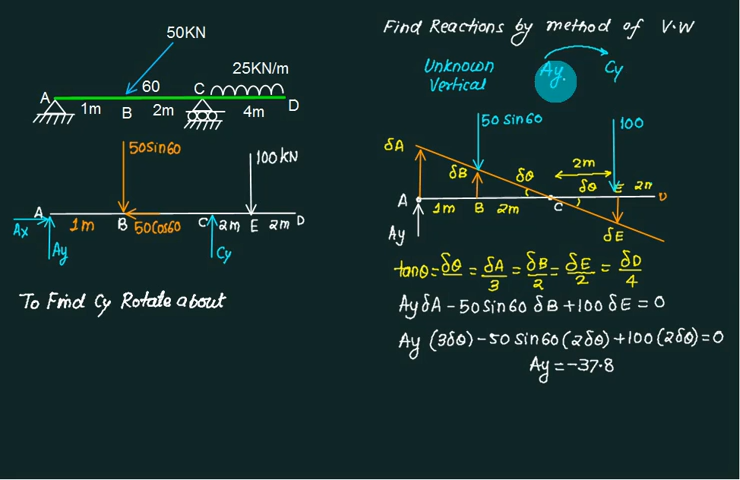 50KN
60
25KN/m
A
C
1m
B
2m
4m
D
50sin60
100kN
A
Ax
1m
B
50cos60
C
2m
E
2m
D
Ay
Cy
To Find Cy Rotate about
Find Reactions by method of V.W
Unknown
Vertical
Ay.
Cy
50 sin60
100
δA
δB
δθ
2m
δθ
E
2m
D
A
1m
B
2m
C
Ay
δE
tanθ = δθ = δA/3 = δB/2 = δE/2 = δD/4
Ay δA - 50 sin60 δB + 100 δE = 0
Ay (3δθ) - 50 sin60 (2δθ) + 100 (2δθ) = 0
Ay = -37.8